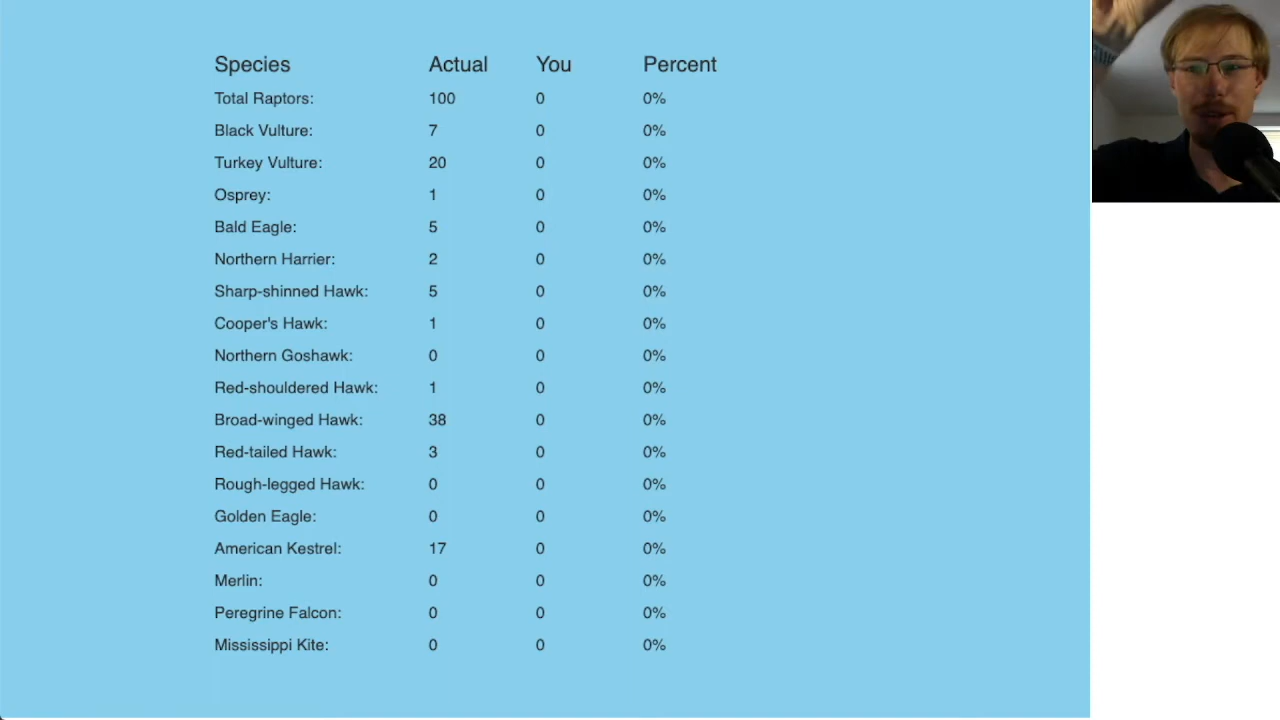 Species Actual You Percent
Total Raptors: 100 0 0%
Black Vulture: 7 0 0%
Turkey Vulture: 20 0 0%
Osprey: 1 0 0%
Bald Eagle: 5 0 0%
Northern Harrier: 2 0 0%
Sharp-shinned Hawk: 5 0 0%
Cooper's Hawk: 1 0 0%
Northern Goshawk: 0 0 0%
Red-shouldered Hawk: 1 0 0%
Broad-winged Hawk: 38 0 0%
Red-tailed Hawk: 3 0 0%
Rough-legged Hawk: 0 0 0%
Golden Eagle: 0 0 0%
American Kestrel: 17 0 0%
Merlin: 0 0 0%
Peregrine Falcon: 0 0 0%
Mississippi Kite: 0 0 0%